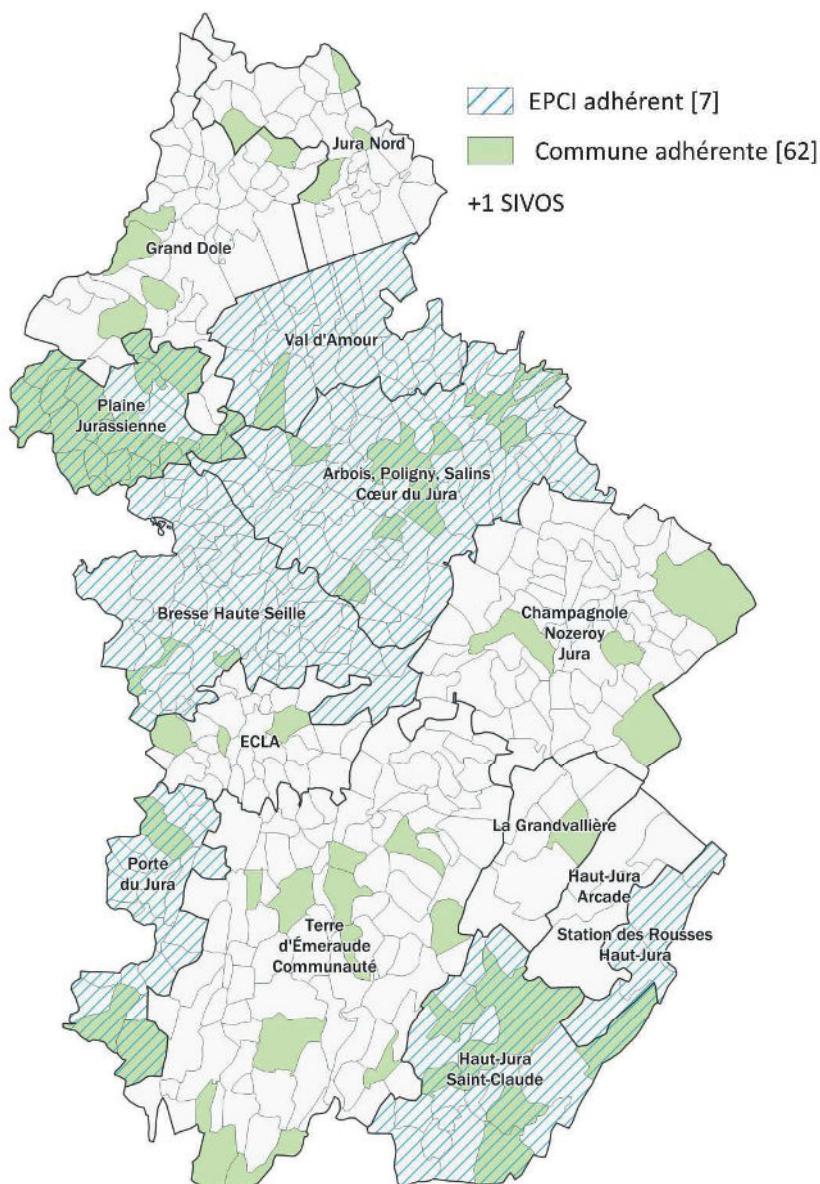 EPCI adhérent [7]
Commune adhérente [62]
+1 SIVOS
Jura Nord
Grand Dole
Val d'Amour
Plaine
Jurassienne
Arbois, Poligny, Salins
Cœur du Jura
Bresse Haute Seille
Champagnole
Nozeroy
Jura
ECLA
La Grandvallière
Porte
du Jura
Haut-Jura
Arcade
Terre
d'Émeraude
Communauté
Station des Rousses
Haut-Jura
Haut-Jura
Saint-Claude